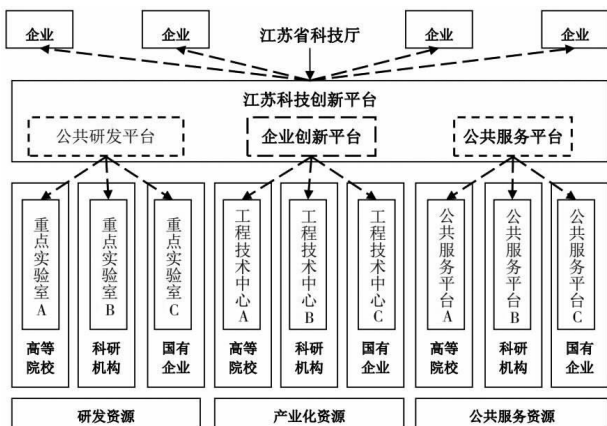 企业
企业
江苏省科技厅
企业
企业
江苏科技创新平台
公共研发平台
企业创新平台
公共服务平台
重点实验室A
重点实验室B
重点实验室C
工程技术中心A
工程技术中心B
工程技术中心C
公共服务平台A
公共服务平台B
公共服务平台C
高等
院校
科研
机构
国有
企业
高等
院校
科研
机构
国有
企业
高等
院校
科研
机构
国有
企业
研发资源
产业化资源
公共服务资源